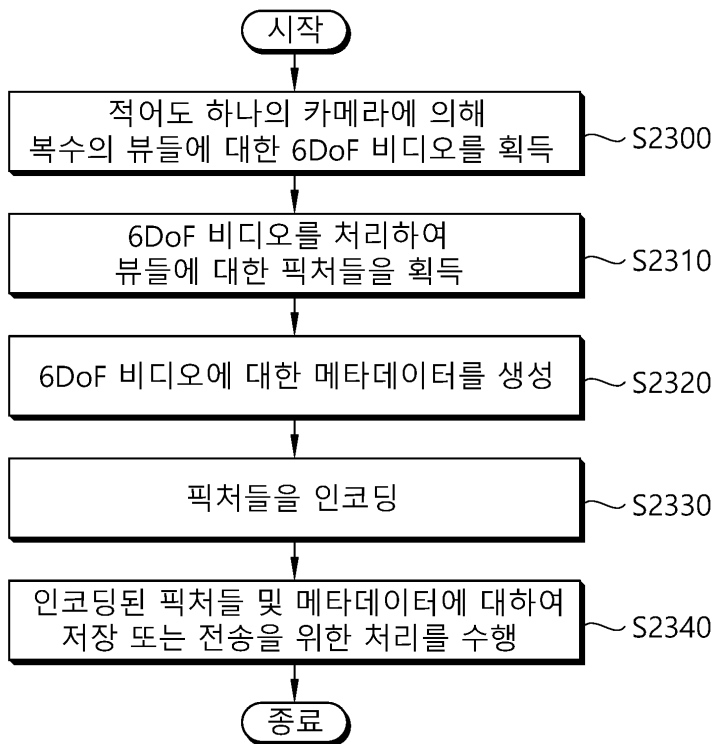 시작
적어도 하나의 카메라에 의해
복수의 뷰들에 대한 6DoF 비디오를 획득
S2300
6DoF 비디오를 처리하여
뷰들에 대한 픽처들을 획득
S2310
6DoF 비디오에 대한 메타데이터를 생성
S2320
픽처들을 인코딩
S2330
인코딩된 픽처들 및 메타데이터에 대하여
저장 또는 전송을 위한 처리를 수행
S2340
종료